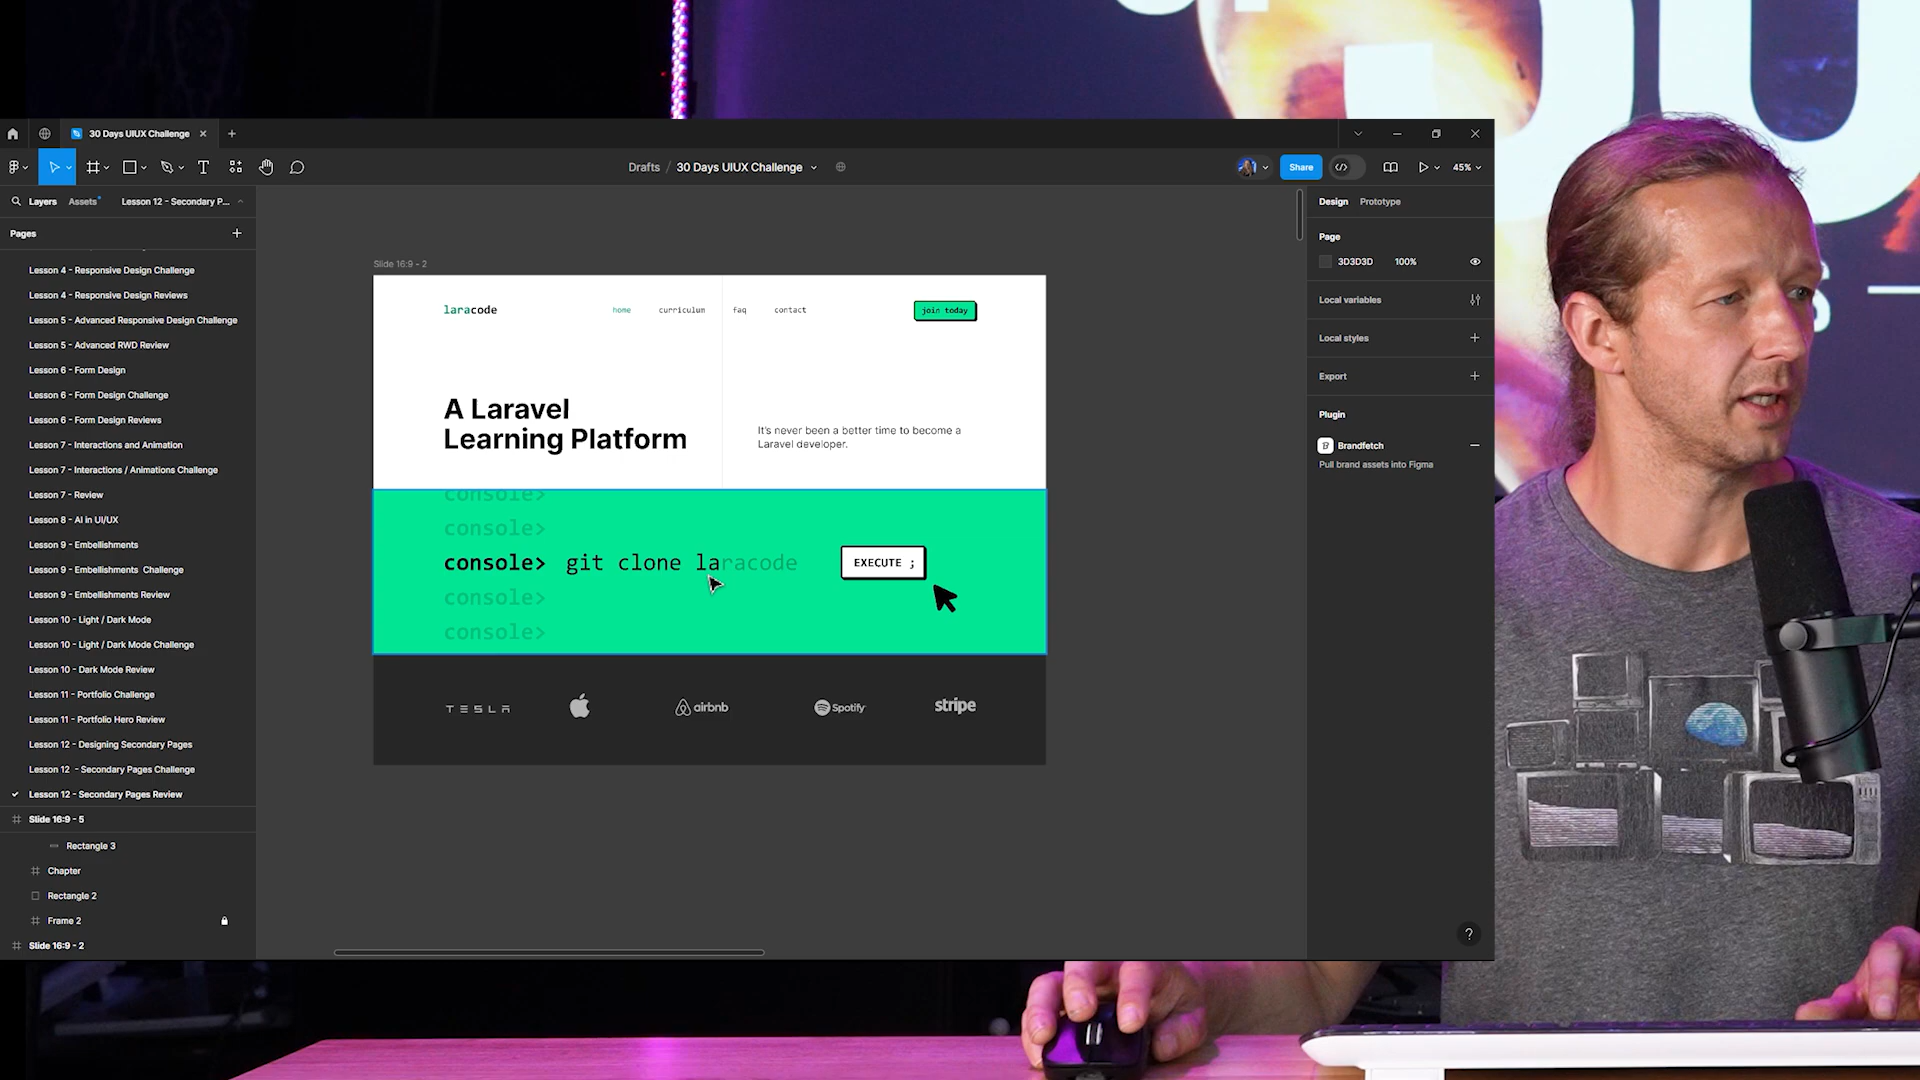 30 Days UIUX Challenge
Drafts / 30 Days UIUX Challenge
Share
45%
Layers
Assets
Lesson 12 - Secondary P...
Design
Prototype
Pages
Lesson 4 - Responsive Design Challenge
Lesson 4 - Responsive Design Reviews
Lesson 5 - Advanced Responsive Design Challenge
Lesson 5 - Advanced RWD Review
Lesson 6 - Form Design
Lesson 6 - Form Design Challenge
Lesson 6 - Form Design Reviews
Lesson 7 - Interactions and Animation
Lesson 7 - Interactions / Animations Challenge
Lesson 7 - Review
Lesson 8 - AI in UI/UX
Lesson 9 - Embellishments
Lesson 9 - Embellishments Challenge
Lesson 9 - Embellishments Review
Lesson 10 - Light / Dark Mode
Lesson 10 - Light / Dark Mode Challenge
Lesson 10 - Dark Mode Review
Lesson 11 - Portfolio Challenge
Lesson 11 - Portfolio Hero Review
Lesson 12 - Designing Secondary Pages
Lesson 12 - Secondary Pages Challenge
Lesson 12 - Secondary Pages Review
Slide 16:9 - 5
Rectangle 3
Chapter
Rectangle 2
Frame 2
Slide 16:9 - 2
Slide 16:9 - 2
laracode
home
curriculum
faq
contact
join today
A Laravel
Learning Platform
It's never been a better time to become a
Laravel developer.
console>
console>
console> git clone laracode
EXECUTE ;
console>
console>
TESLA
airbnb
Spotify
stripe
Page
3D3D3D
100%
Local variables
Local styles
Export
Plugin
Brandfetch
Pull brand assets into Figma
?